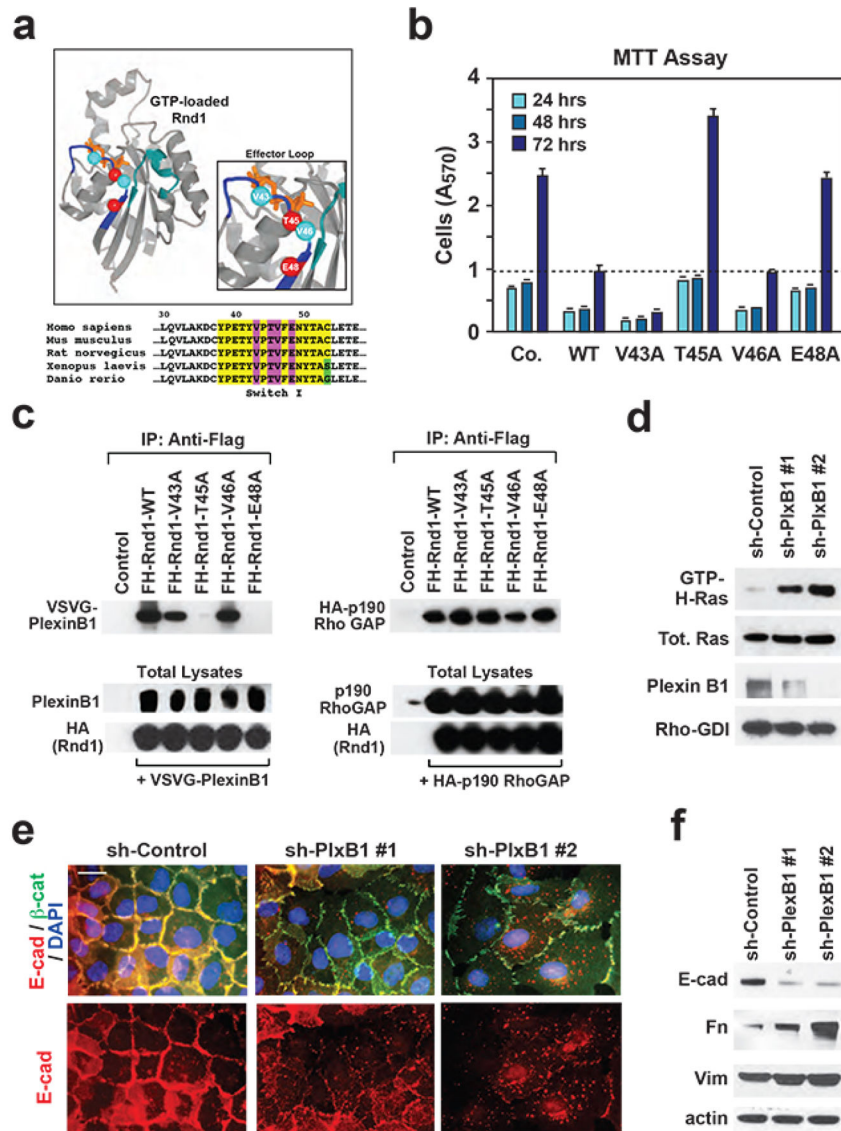 a
GTP-loaded
Rnd1
Effector Loop
V43
T45
V46
E48
30 40 50
Homo sapiens ...LQVLAKDCYPETYVPTVFENYTACLETE...
Mus musculus ...LQVLAKDCYPETYVPTVFENYTACLETE...
Rat norvegicus ...LQVLAKDCYPETYVPTVFENYTACLETE...
Xenopus laevis ...LQVLAKDCYPETYVPTVFENYTASLETE...
Danio rerio ...LQVLAKDCYPETYVPTVFENYTAGLELE...
Switch I
b
MTT Assay
Cells (A570)
4
3
2
1
0
24 hrs
48 hrs
72 hrs
Co. WT V43A T45A V46A E48A
c
IP: Anti-Flag
Control
FH-Rnd1-WT
FH-Rnd1-V43A
FH-Rnd1-T45A
FH-Rnd1-V46A
FH-Rnd1-E48A
VSVG-
PlexinB1
Total Lysates
PlexinB1
HA
(Rnd1)
+ VSVG-PlexinB1
IP: Anti-Flag
Control
FH-Rnd1-WT
FH-Rnd1-V43A
FH-Rnd1-T45A
FH-Rnd1-V46A
FH-Rnd1-E48A
HA-p190
Rho GAP
Total Lysates
p190
RhoGAP
HA
(Rnd1)
+ HA-p190 RhoGAP
d
sh-Control
sh-PlxB1 #1
sh-PlxB1 #2
GTP-
H-Ras
Tot. Ras
Plexin B1
Rho-GDI
e
sh-Control sh-PlxB1 #1 sh-PlxB1 #2
E-cad / β-cat
/ DAPI
E-cad
f
sh-Control
sh-PlexB1 #1
sh-PlexB1 #2
E-cad
Fn
Vim
actin